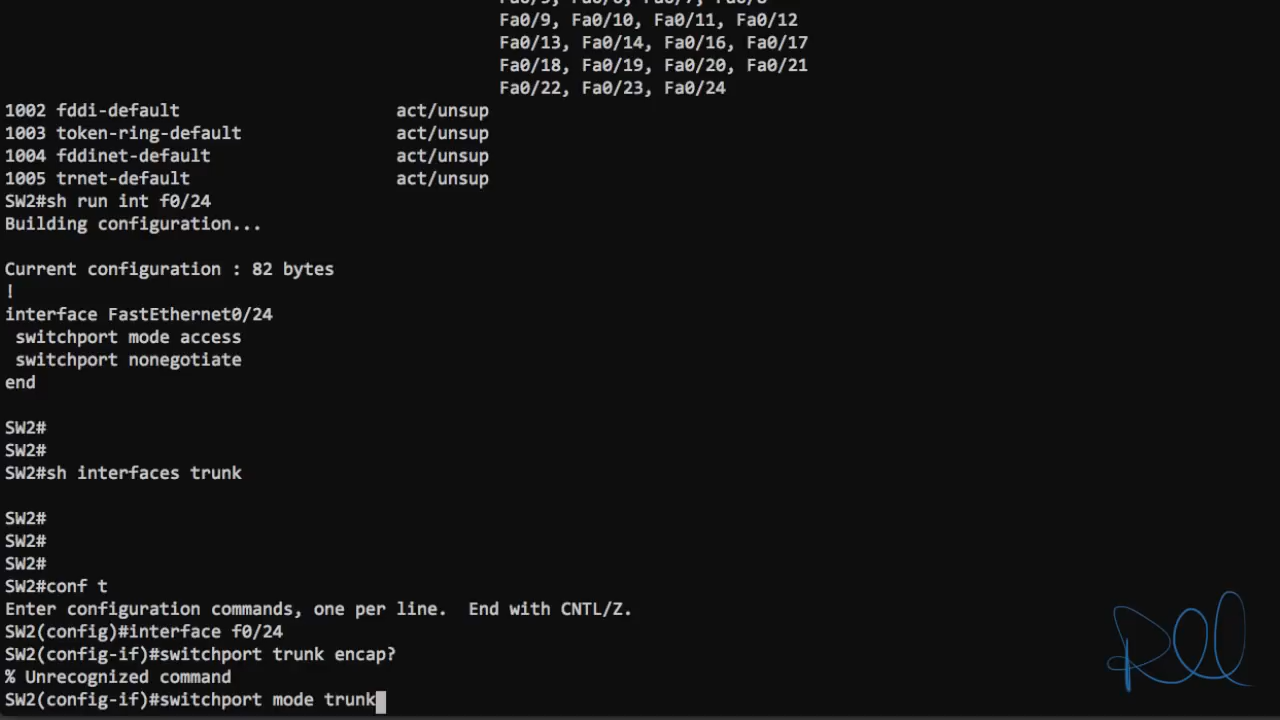 Fa0/9, Fa0/10, Fa0/11, Fa0/12
Fa0/13, Fa0/14, Fa0/16, Fa0/17
Fa0/18, Fa0/19, Fa0/20, Fa0/21
Fa0/22, Fa0/23, Fa0/24
1002 fddi-default                     act/unsup
1003 token-ring-default               act/unsup
1004 fddinet-default                  act/unsup
1005 trnet-default                    act/unsup
SW2#sh run int f0/24
Building configuration...
Current configuration : 82 bytes
!
interface FastEthernet0/24
 switchport mode access
 switchport nonegotiate
end
SW2#
SW2#
SW2#sh interfaces trunk
SW2#
SW2#
SW2#
SW2#conf t
Enter configuration commands, one per line.  End with CNTL/Z.
SW2(config)#interface f0/24
SW2(config-if)#switchport trunk encap?
% Unrecognized command
SW2(config-if)#switchport mode trunk